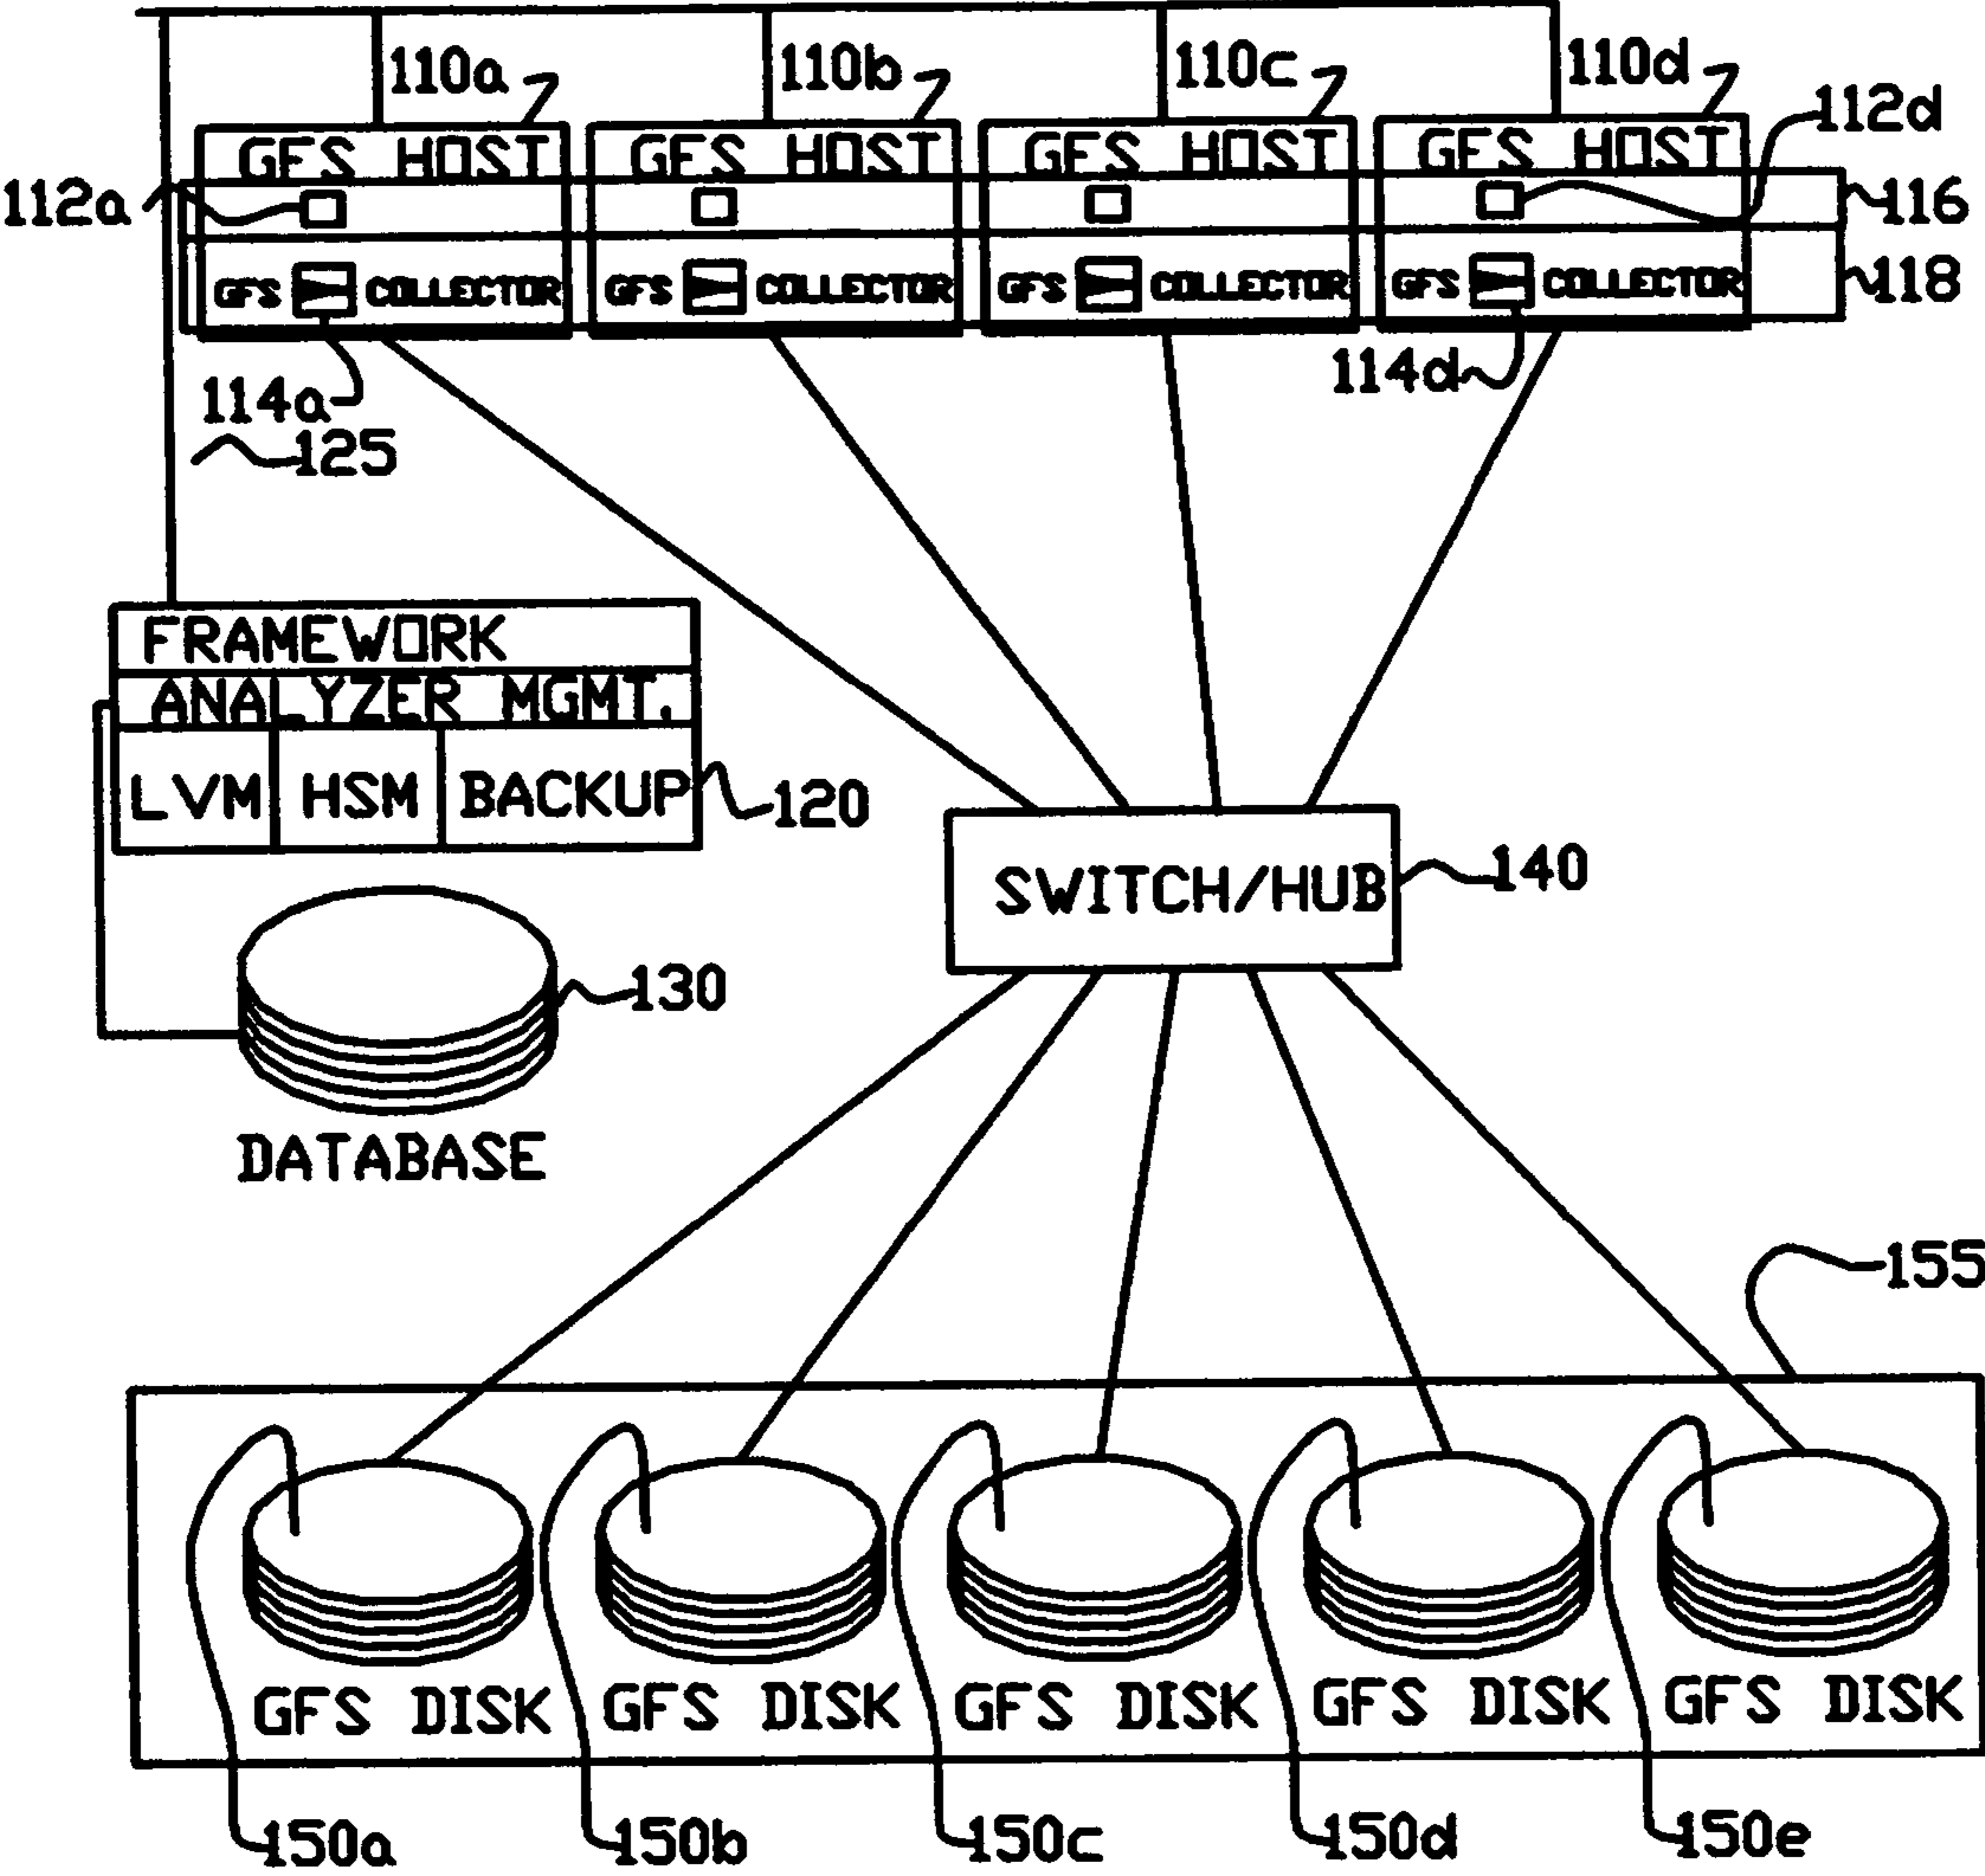 110a 110b 110c 110d
112d
GFS HOST GFS HOST GFS HOST GFS HOST
112a 116
GFS COLLECTOR GFS COLLECTOR GFS COLLECTOR GFS COLLECTOR 118
114a 114d
125
FRAMEWORK
ANALYZER MGMT.
LVM HSM BACKUP 120
SWITCH/HUB 140
130
DATABASE
155
GFS DISK GFS DISK GFS DISK GFS DISK GFS DISK
150a 150b 150c 150d 150e